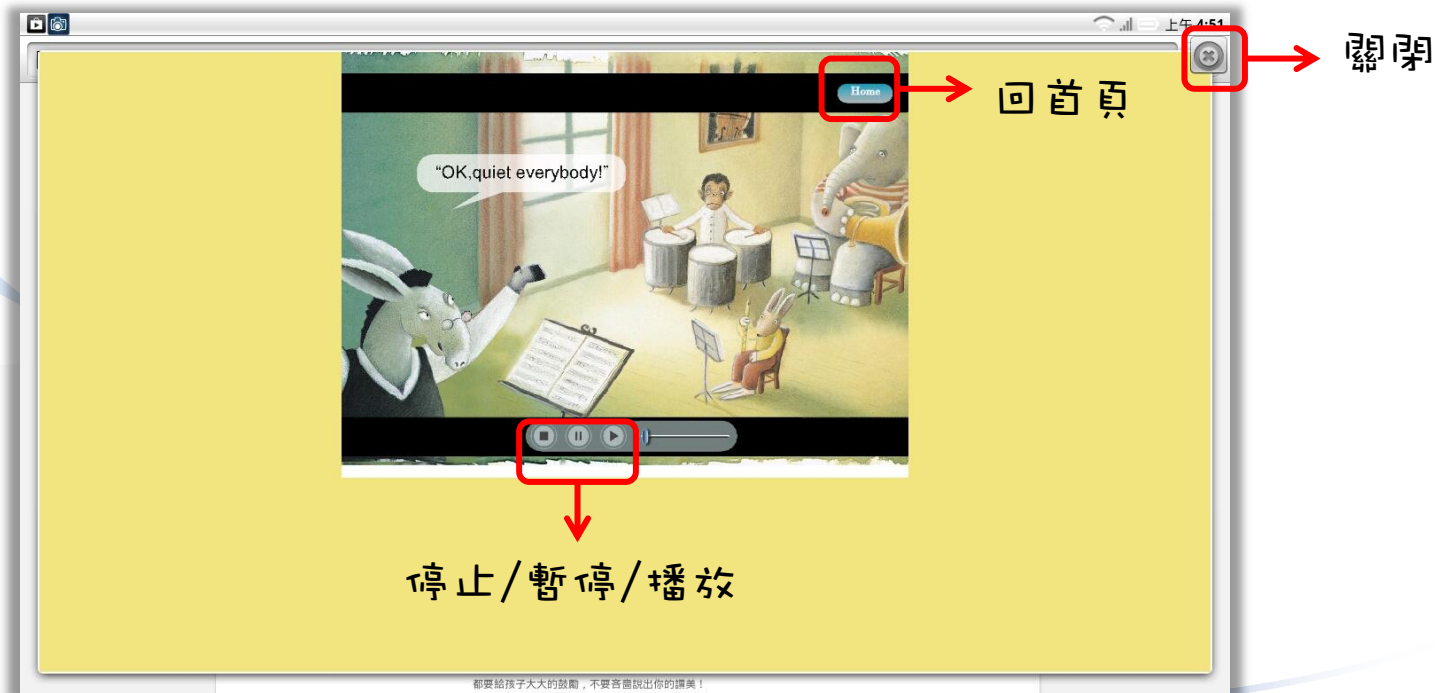 上午 4:51
關閉
Home
回首頁
“OK,quiet everybody!”
停止/暫停/播放
都要給孩子大大的鼓勵，不要吝嗇說出你的讚美！